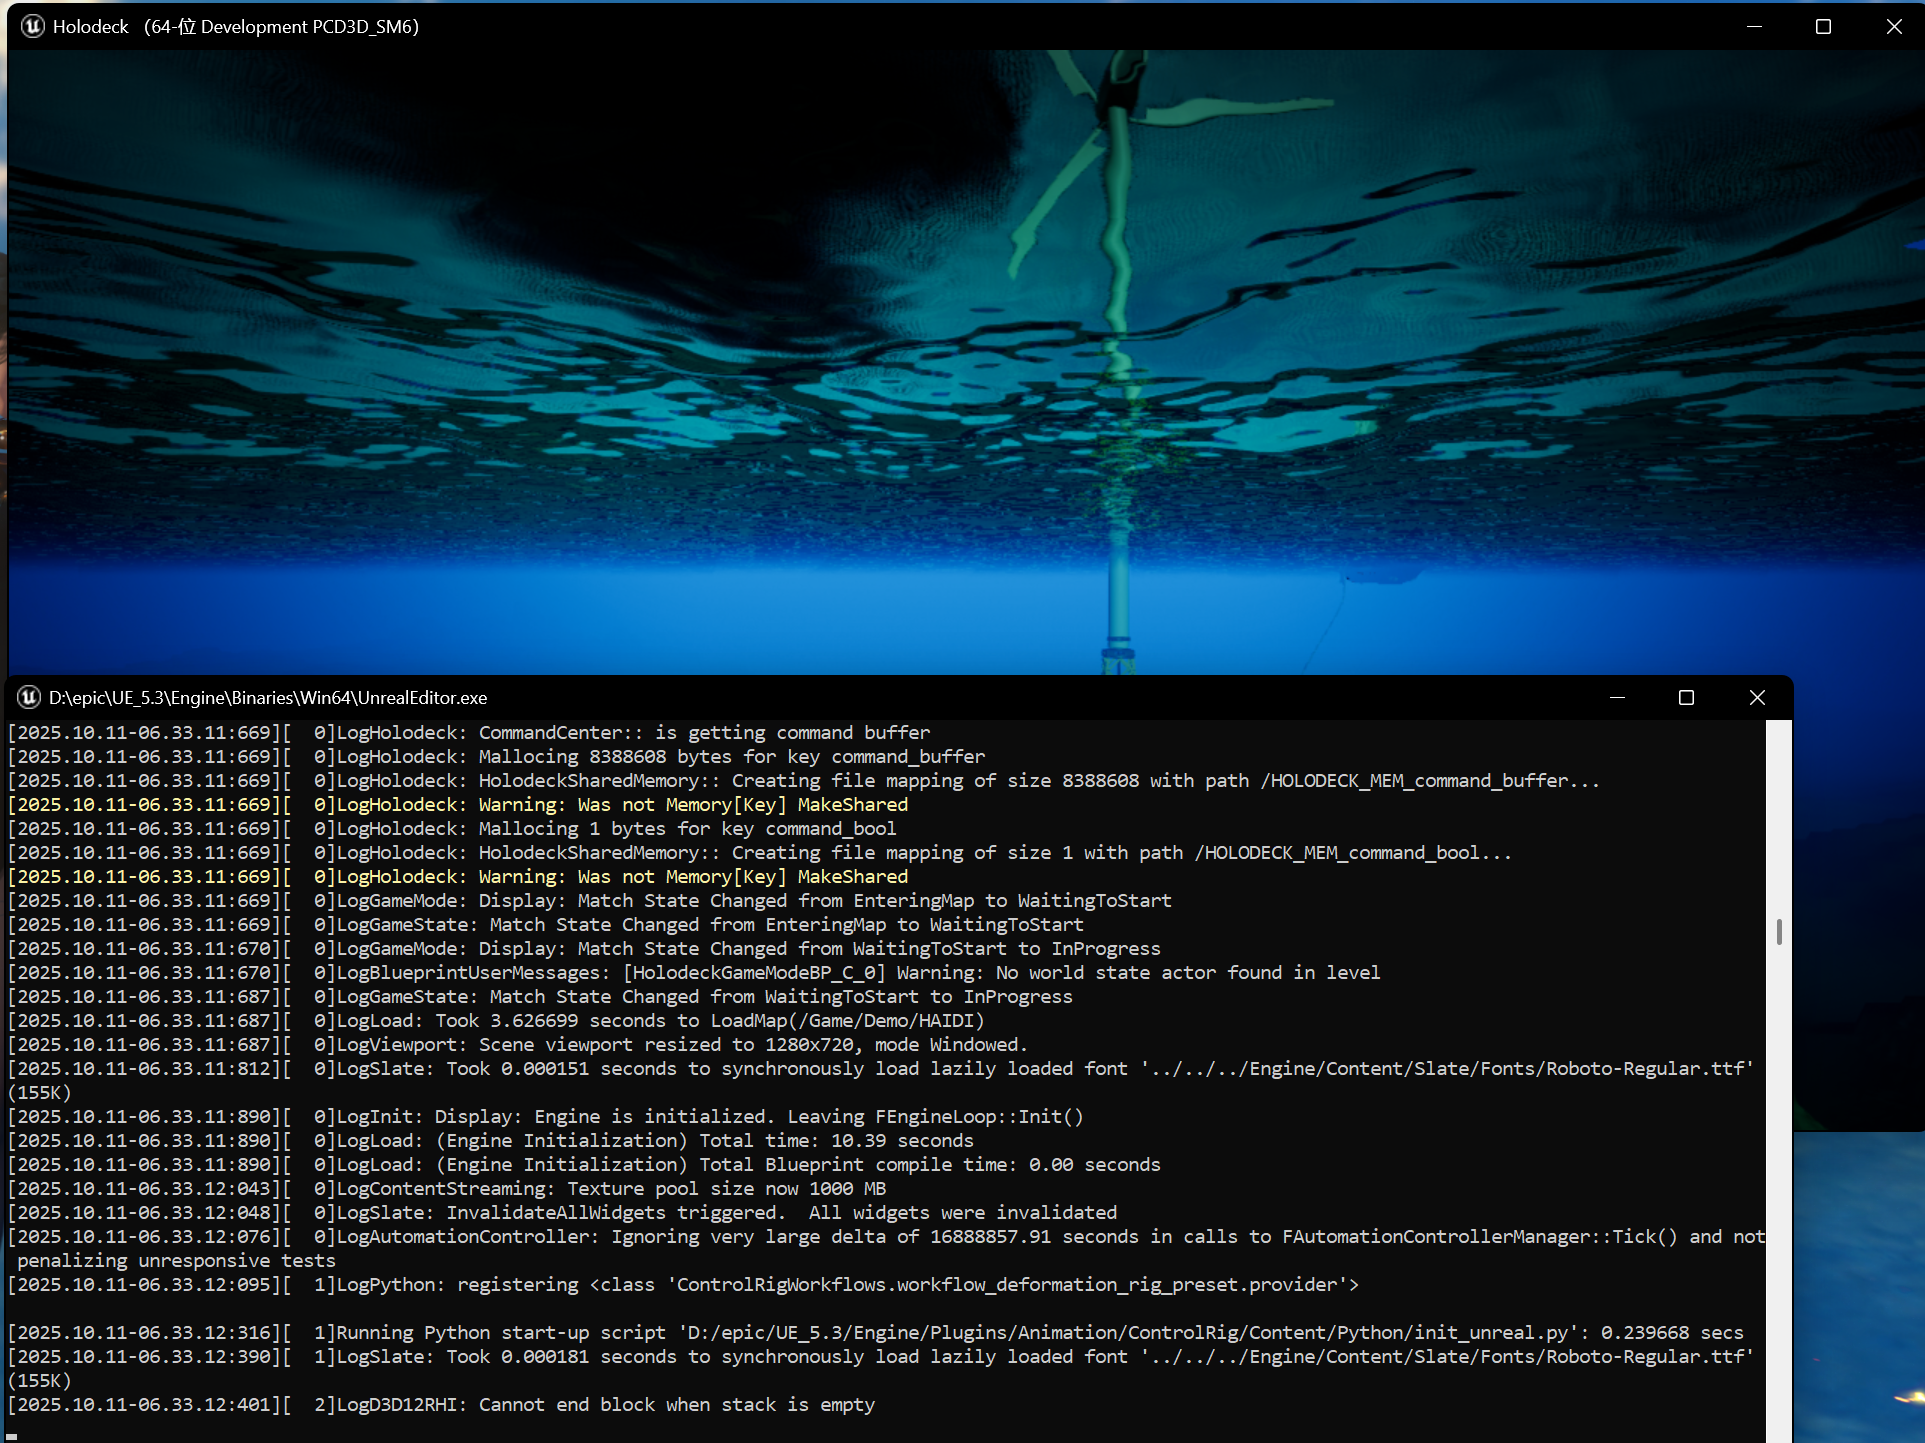 Holodeck （64-位 Development PCD3D_SM6）
D:\epic\UE_5.3\Engine\Binaries\Win64\UnrealEditor.exe
[2025.10.11-06.33.11:669][  0]LogHolodeck: CommandCenter:: is getting command buffer
[2025.10.11-06.33.11:669][  0]LogHolodeck: Mallocing 8388608 bytes for key command_buffer
[2025.10.11-06.33.11:669][  0]LogHolodeck: HolodeckSharedMemory:: Creating file mapping of size 8388608 with path /HOLODECK_MEM_command_buffer...
[2025.10.11-06.33.11:669][  0]LogHolodeck: Warning: Was not Memory[Key] MakeShared
[2025.10.11-06.33.11:669][  0]LogHolodeck: Mallocing 1 bytes for key command_bool
[2025.10.11-06.33.11:669][  0]LogHolodeck: HolodeckSharedMemory:: Creating file mapping of size 1 with path /HOLODECK_MEM_command_bool...
[2025.10.11-06.33.11:669][  0]LogHolodeck: Warning: Was not Memory[Key] MakeShared
[2025.10.11-06.33.11:669][  0]LogGameMode: Display: Match State Changed from EnteringMap to WaitingToStart
[2025.10.11-06.33.11:669][  0]LogGameState: Match State Changed from EnteringMap to WaitingToStart
[2025.10.11-06.33.11:670][  0]LogGameMode: Display: Match State Changed from WaitingToStart to InProgress
[2025.10.11-06.33.11:670][  0]LogBlueprintUserMessages: [HolodeckGameModeBP_C_0] Warning: No world state actor found in level
[2025.10.11-06.33.11:687][  0]LogGameState: Match State Changed from WaitingToStart to InProgress
[2025.10.11-06.33.11:687][  0]LogLoad: Took 3.626699 seconds to LoadMap(/Game/Demo/HAIDI)
[2025.10.11-06.33.11:687][  0]LogViewport: Scene viewport resized to 1280x720, mode Windowed.
[2025.10.11-06.33.11:812][  0]LogSlate: Took 0.000151 seconds to synchronously load lazily loaded font '../../../Engine/Content/Slate/Fonts/Roboto-Regular.ttf'
(155K)
[2025.10.11-06.33.11:890][  0]LogInit: Display: Engine is initialized. Leaving FEngineLoop::Init()
[2025.10.11-06.33.11:890][  0]LogLoad: (Engine Initialization) Total time: 10.39 seconds
[2025.10.11-06.33.11:890][  0]LogLoad: (Engine Initialization) Total Blueprint compile time: 0.00 seconds
[2025.10.11-06.33.12:043][  0]LogContentStreaming: Texture pool size now 1000 MB
[2025.10.11-06.33.12:048][  0]LogSlate: InvalidateAllWidgets triggered.  All widgets were invalidated
[2025.10.11-06.33.12:076][  0]LogAutomationController: Ignoring very large delta of 16888857.91 seconds in calls to FAutomationControllerManager::Tick() and not
penalizing unresponsive tests
[2025.10.11-06.33.12:095][  1]LogPython: registering <class 'ControlRigWorkflows.workflow_deformation_rig_preset.provider'>
[2025.10.11-06.33.12:316][  1]Running Python start-up script 'D:/epic/UE_5.3/Engine/Plugins/Animation/ControlRig/Content/Python/init_unreal.py': 0.239668 secs
[2025.10.11-06.33.12:390][  1]LogSlate: Took 0.000181 seconds to synchronously load lazily loaded font '../../../Engine/Content/Slate/Fonts/Roboto-Regular.ttf'
(155K)
[2025.10.11-06.33.12:401][  2]LogD3D12RHI: Cannot end block when stack is empty